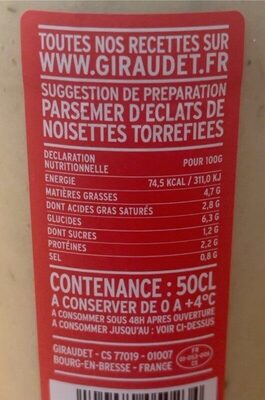 TOUTES NOS RECETTES SUR
WWW.GIRAUDET.FR
SUGGESTION DE PREPARATION
PARSEMER D'ECLATS DE
NOISETTES TORREFIEES
DECLARATION
NUTRITIONNELLE POUR 100G
ENERGIE 74,5 KCAL / 311,0 KJ
MATIÈRES GRASSES 4,7 G
DONT ACIDES GRAS SATURÉS 2,8 G
GLUCIDES 6,3 G
DONT SUCRES 1,2 G
PROTÉINES 2,2 G
SEL 0,8 G
CONTENANCE : 50CL
A CONSERVER DE 0 A +4°C
A CONSOMMER SOUS 48H APRES OUVERTURE
A CONSOMMER JUSQU'AU : VOIR CI-DESSUS
GIRAUDET - CS 77019 - 01007
BOURG-EN-BRESSE - FRANCE
FR
CE